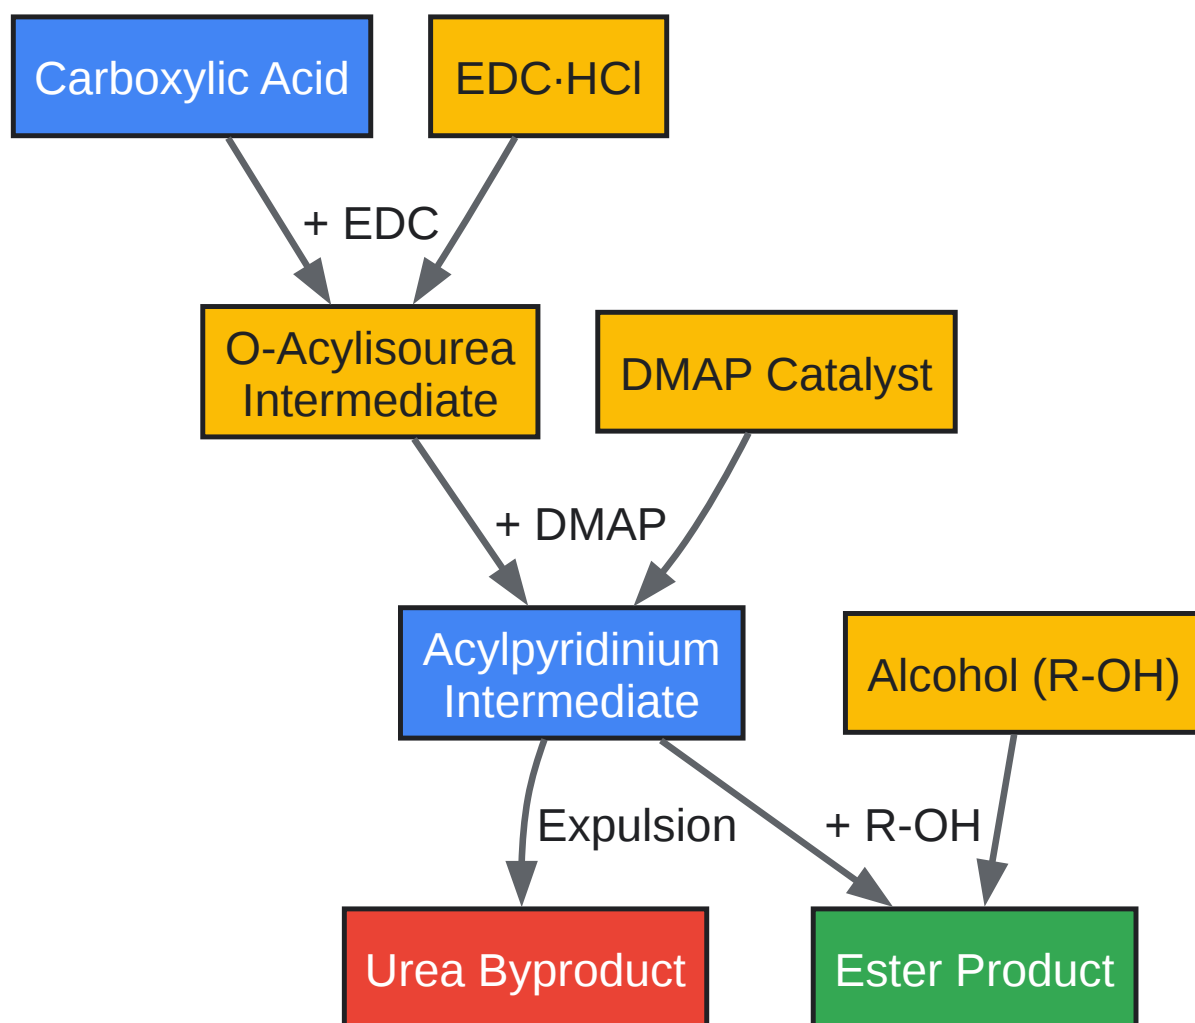 Carboxylic Acid
EDC·HCl
+ EDC
O-Acylisourea
Intermediate
DMAP Catalyst
+ DMAP
Acylpyridinium
Intermediate
Alcohol (R-OH)
Expulsion
+ R-OH
Urea Byproduct
Ester Product